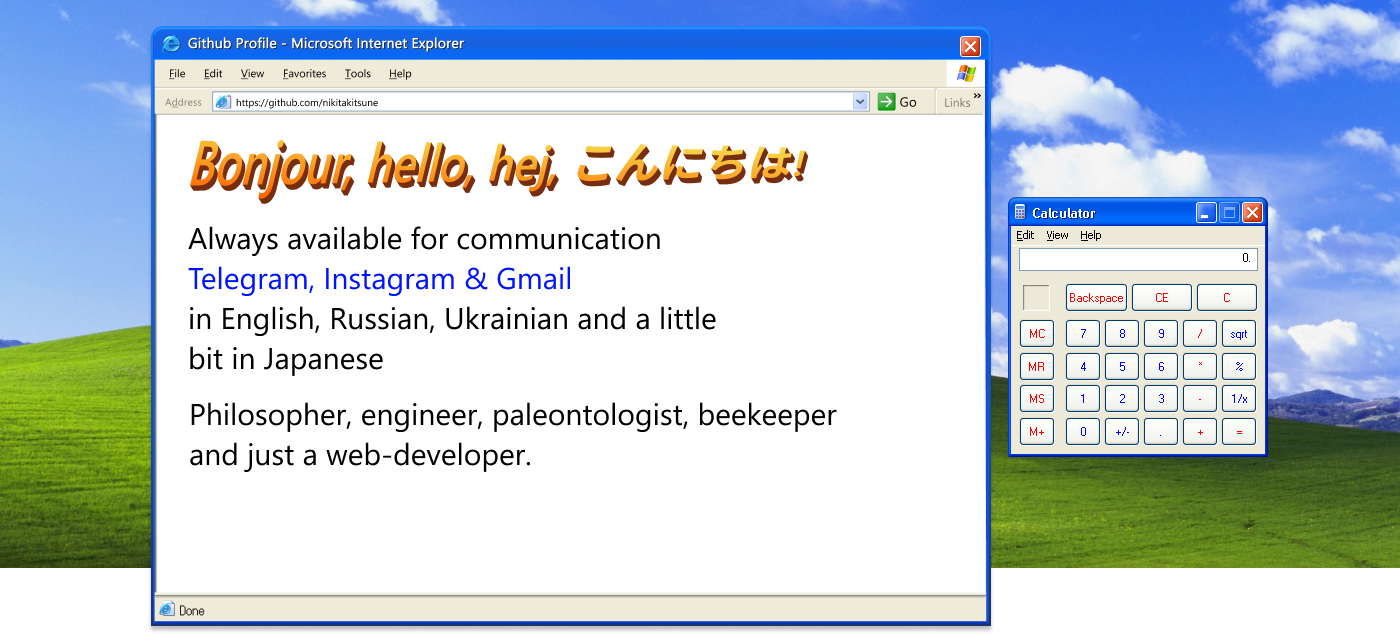 Github Profile - Microsoft Internet Explorer
File Edit View Favorites Tools Help
Address https://github.com/nikitakitsune Go Links »
Bonjour, hello, hej, こんにちは!
Always available for communication
Telegram, Instagram & Gmail
in English, Russian, Ukrainian and a little
bit in Japanese
Philosopher, engineer, paleontologist, beekeeper
and just a web-developer.
Done
Calculator
Edit View Help
0.
Backspace CE C
MC 7 8 9 / sqrt
MR 4 5 6 * %
MS 1 2 3 - 1/x
M+ 0 +/- . + =